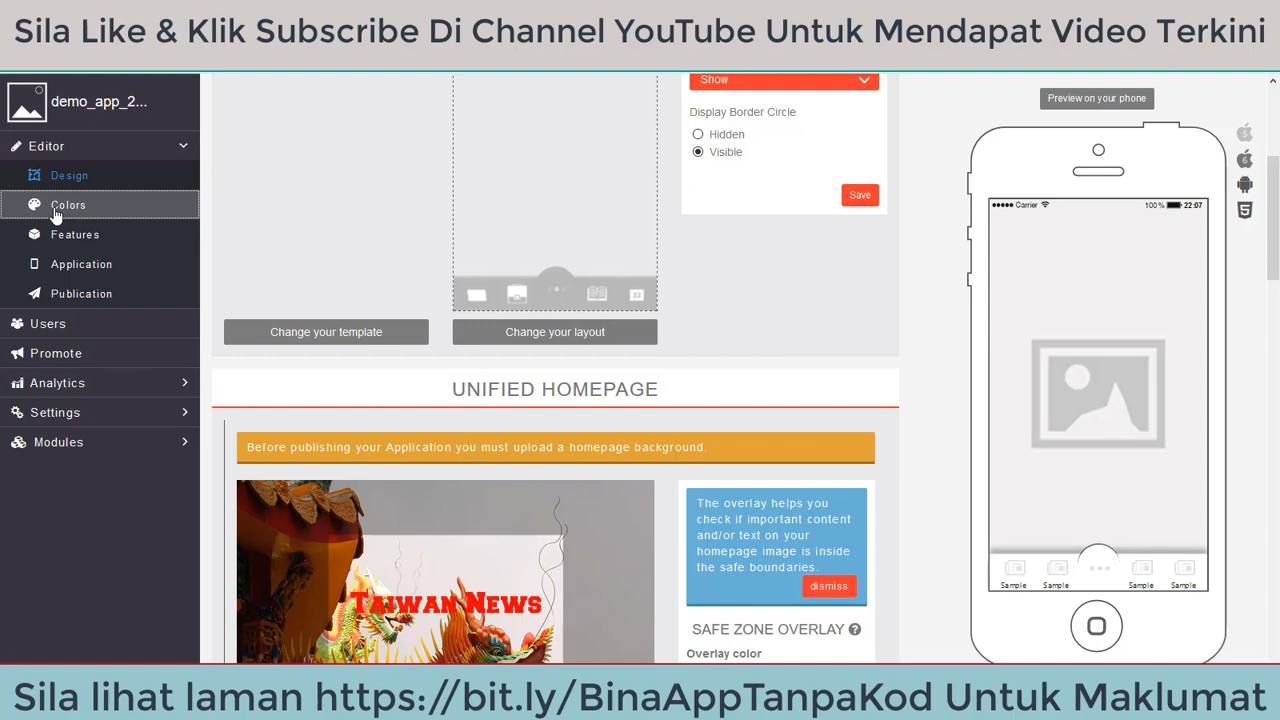 Sila Like & Klik Subscribe Di Channel YouTube Untuk Mendapat Video Terkini
demo_app_2...
Editor
Design
Colors
Features
Application
Publication
Users
Promote
Analytics
Settings
Modules
Show
Display Border Circle
Hidden
Visible
Save
22
Change your template
Change your layout
UNIFIED HOMEPAGE
Before publishing your Application you must upload a homepage background.
TAIWAN NEWS
The overlay helps you
check if important content
and/or text on your
homepage image is inside
the safe boundaries.
dismiss
SAFE ZONE OVERLAY ?
Overlay color
Preview on your phone
Carrier 100% 22:07
Sample Sample Sample Sample
5
6
5
Sila lihat laman https://bit.ly/BinaAppTanpaKod Untuk Maklumat